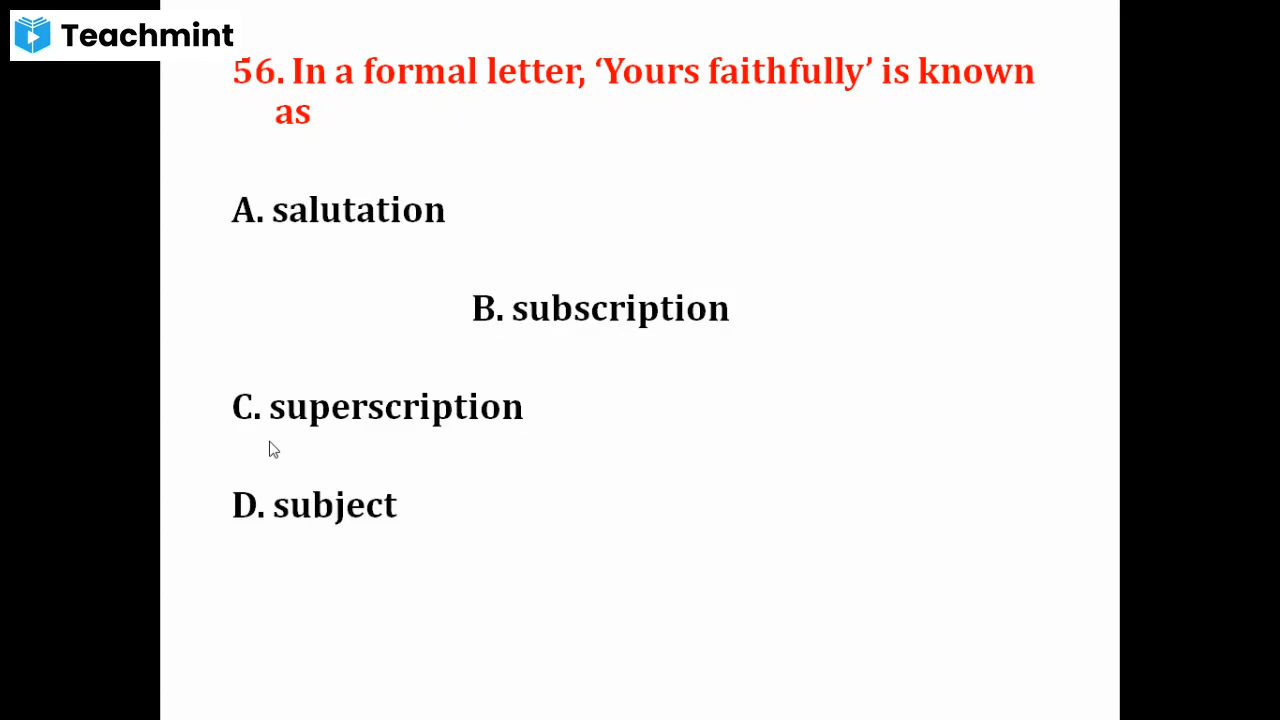 Teachmint
56. In a formal letter, ‘Yours faithfully’ is known
as
A. salutation
B. subscription
C. superscription
D. subject